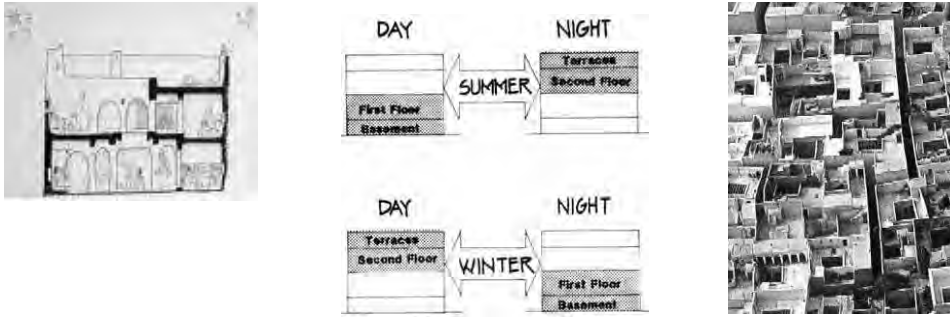 DAY
NIGHT
Terraces
Second Floor
SUMMER
First Floor
Basement
DAY
NIGHT
Terraces
Second Floor
WINTER
First Floor
Basement